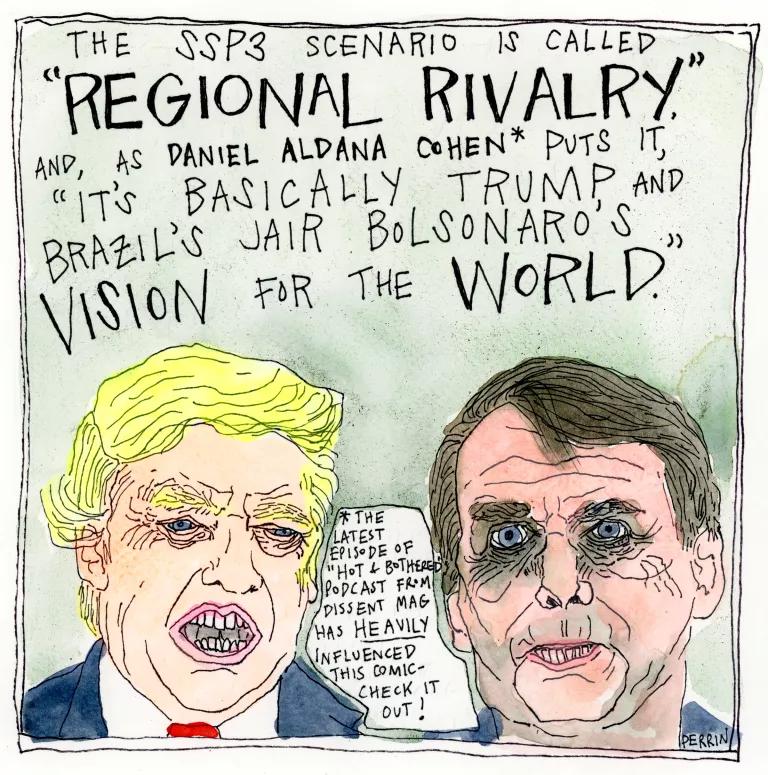 THE SSP3 SCENARIO IS CALLED
"REGIONAL RIVALRY,"
AND, AS DANIEL ALDANA COHEN* PUTS IT,
"IT'S BASICALLY TRUMP, AND
BRAZIL'S JAIR BOLSONARO'S
VISION FOR THE WORLD."
*THE
LATEST
EPISODE OF
"HOT & BOTHERED"
PODCAST FROM
DISSENT MAG
HAS HEAVILY
INFLUENCED
THIS COMIC-
CHECK IT
OUT!
PERRIN